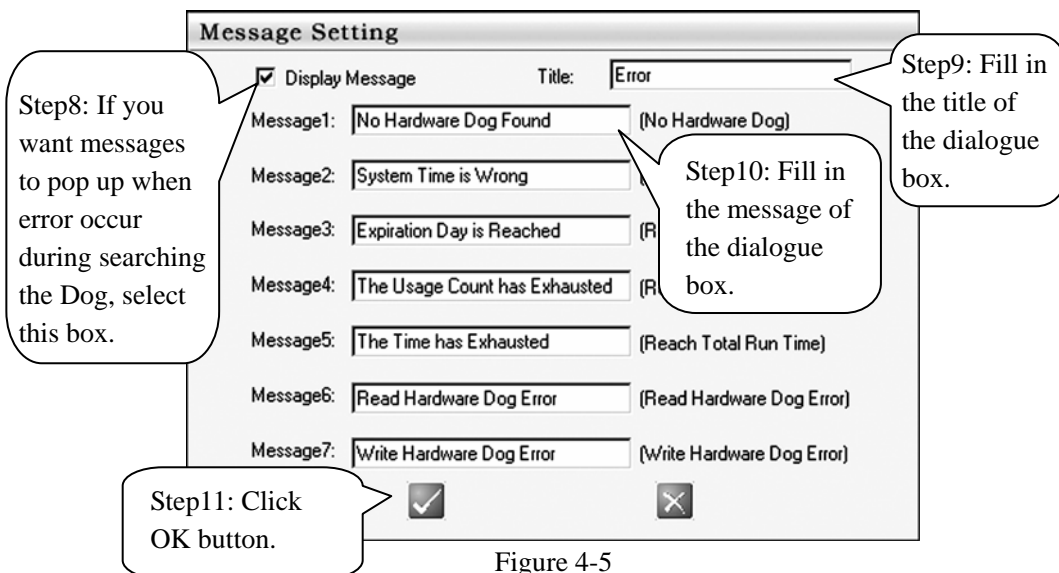 Message Setting
Display Message
Title:
Error
Step8: If you
want messages
to pop up when
error occur
during searching
the Dog, select
this box.
Step9: Fill in
the title of
the dialogue
box.
Message1:
No Hardware Dog Found
(No Hardware Dog)
Step10: Fill in
the message of
the dialogue
box.
Message2:
System Time is Wrong
Message3:
Expiration Day is Reached
Message4:
The Usage Count has Exhausted
Message5:
The Time has Exhausted
(Reach Total Run Time)
Message6:
Read Hardware Dog Error
(Read Hardware Dog Error)
Message7:
Write Hardware Dog Error
(Write Hardware Dog Error)
Step11: Click
OK button.
Figure 4-5